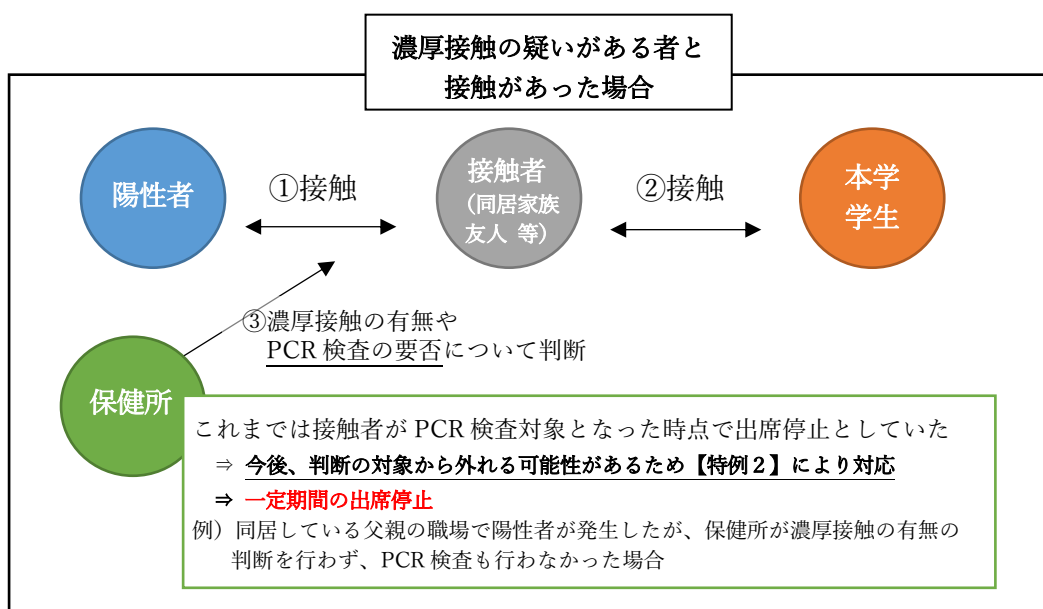 濃厚接触の疑いがある者と
接触があった場合
陽性者
①接触
接触者
（同居家族
友人 等）
②接触
本学
学生
③濃厚接触の有無や
PCR 検査の要否について判断
保健所
これまでは接触者が PCR 検査対象となった時点で出席停止としていた
⇒ 今後、判断の対象から外れる可能性があるため【特例２】により対応
⇒ 一定期間の出席停止
例）同居している父親の職場で陽性者が発生したが、保健所が濃厚接触の有無の
判断を行わず、PCR 検査も行わなかった場合